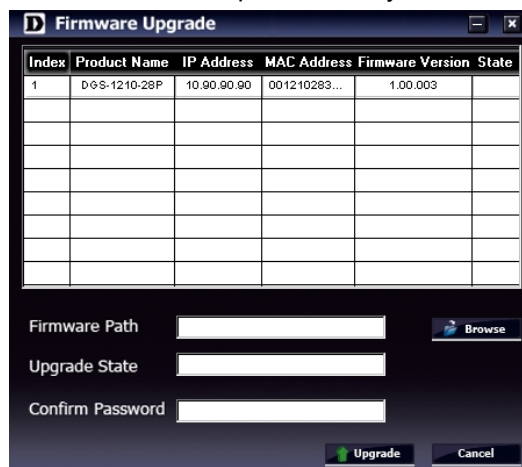 D Firmware Upgrade
Index Product Name IP Address MAC Address Firmware Version State
1 DGS-1210-28P 10.90.90.90 001210283... 1.00.003
Firmware Path
Browse
Upgrade State
Confirm Password
Upgrade Cancel